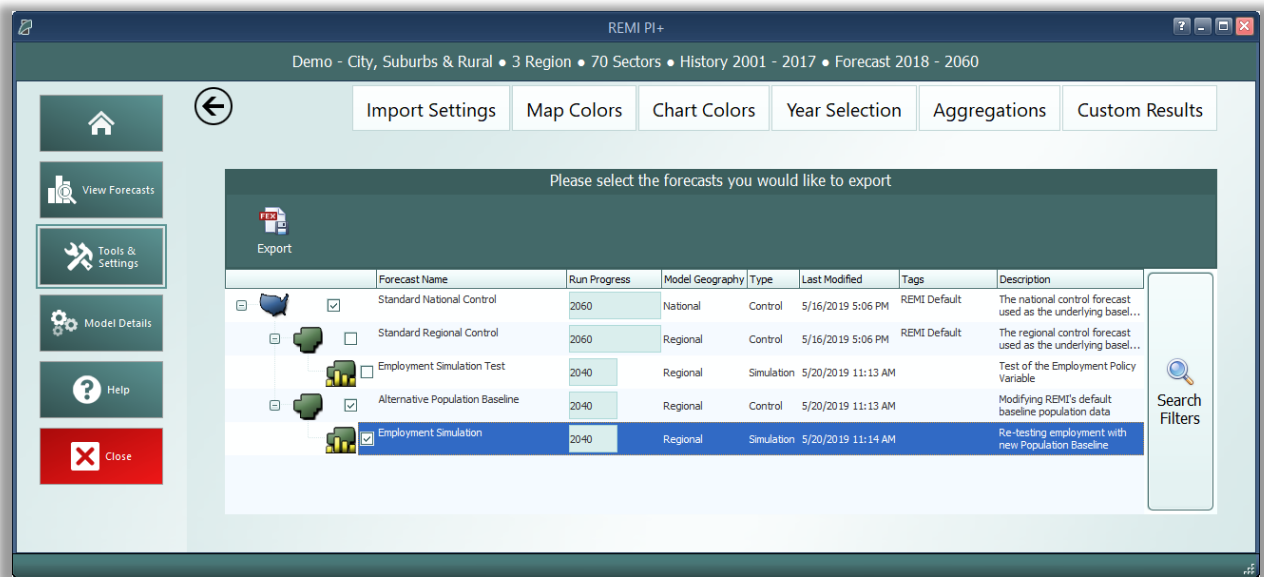 REMI PI+
Demo - City, Suburbs & Rural ● 3 Region ● 70 Sectors ● History 2001 - 2017 ● Forecast 2018 - 2060
Import Settings Map Colors Chart Colors Year Selection Aggregations Custom Results
View Forecasts
Tools &
Settings
Model Details
Help
Close
Please select the forecasts you would like to export
FEX
Export
Forecast Name Run Progress Model Geography Type Last Modified Tags Description
Standard National Control 2060 National Control 5/16/2019 5:06 PM REMI Default The national control forecast
used as the underlying basel...
Standard Regional Control 2060 Regional Control 5/16/2019 5:06 PM REMI Default The regional control forecast
used as the underlying basel...
Employment Simulation Test 2040 Regional Simulation 5/20/2019 11:13 AM Test of the Employment Policy
Variable
Alternative Population Baseline 2040 Regional Control 5/20/2019 11:13 AM Modifying REMI's default
baseline population data
Employment Simulation 2040 Regional Simulation 5/20/2019 11:14 AM Re-testing employment with
new Population Baseline
Search
Filters